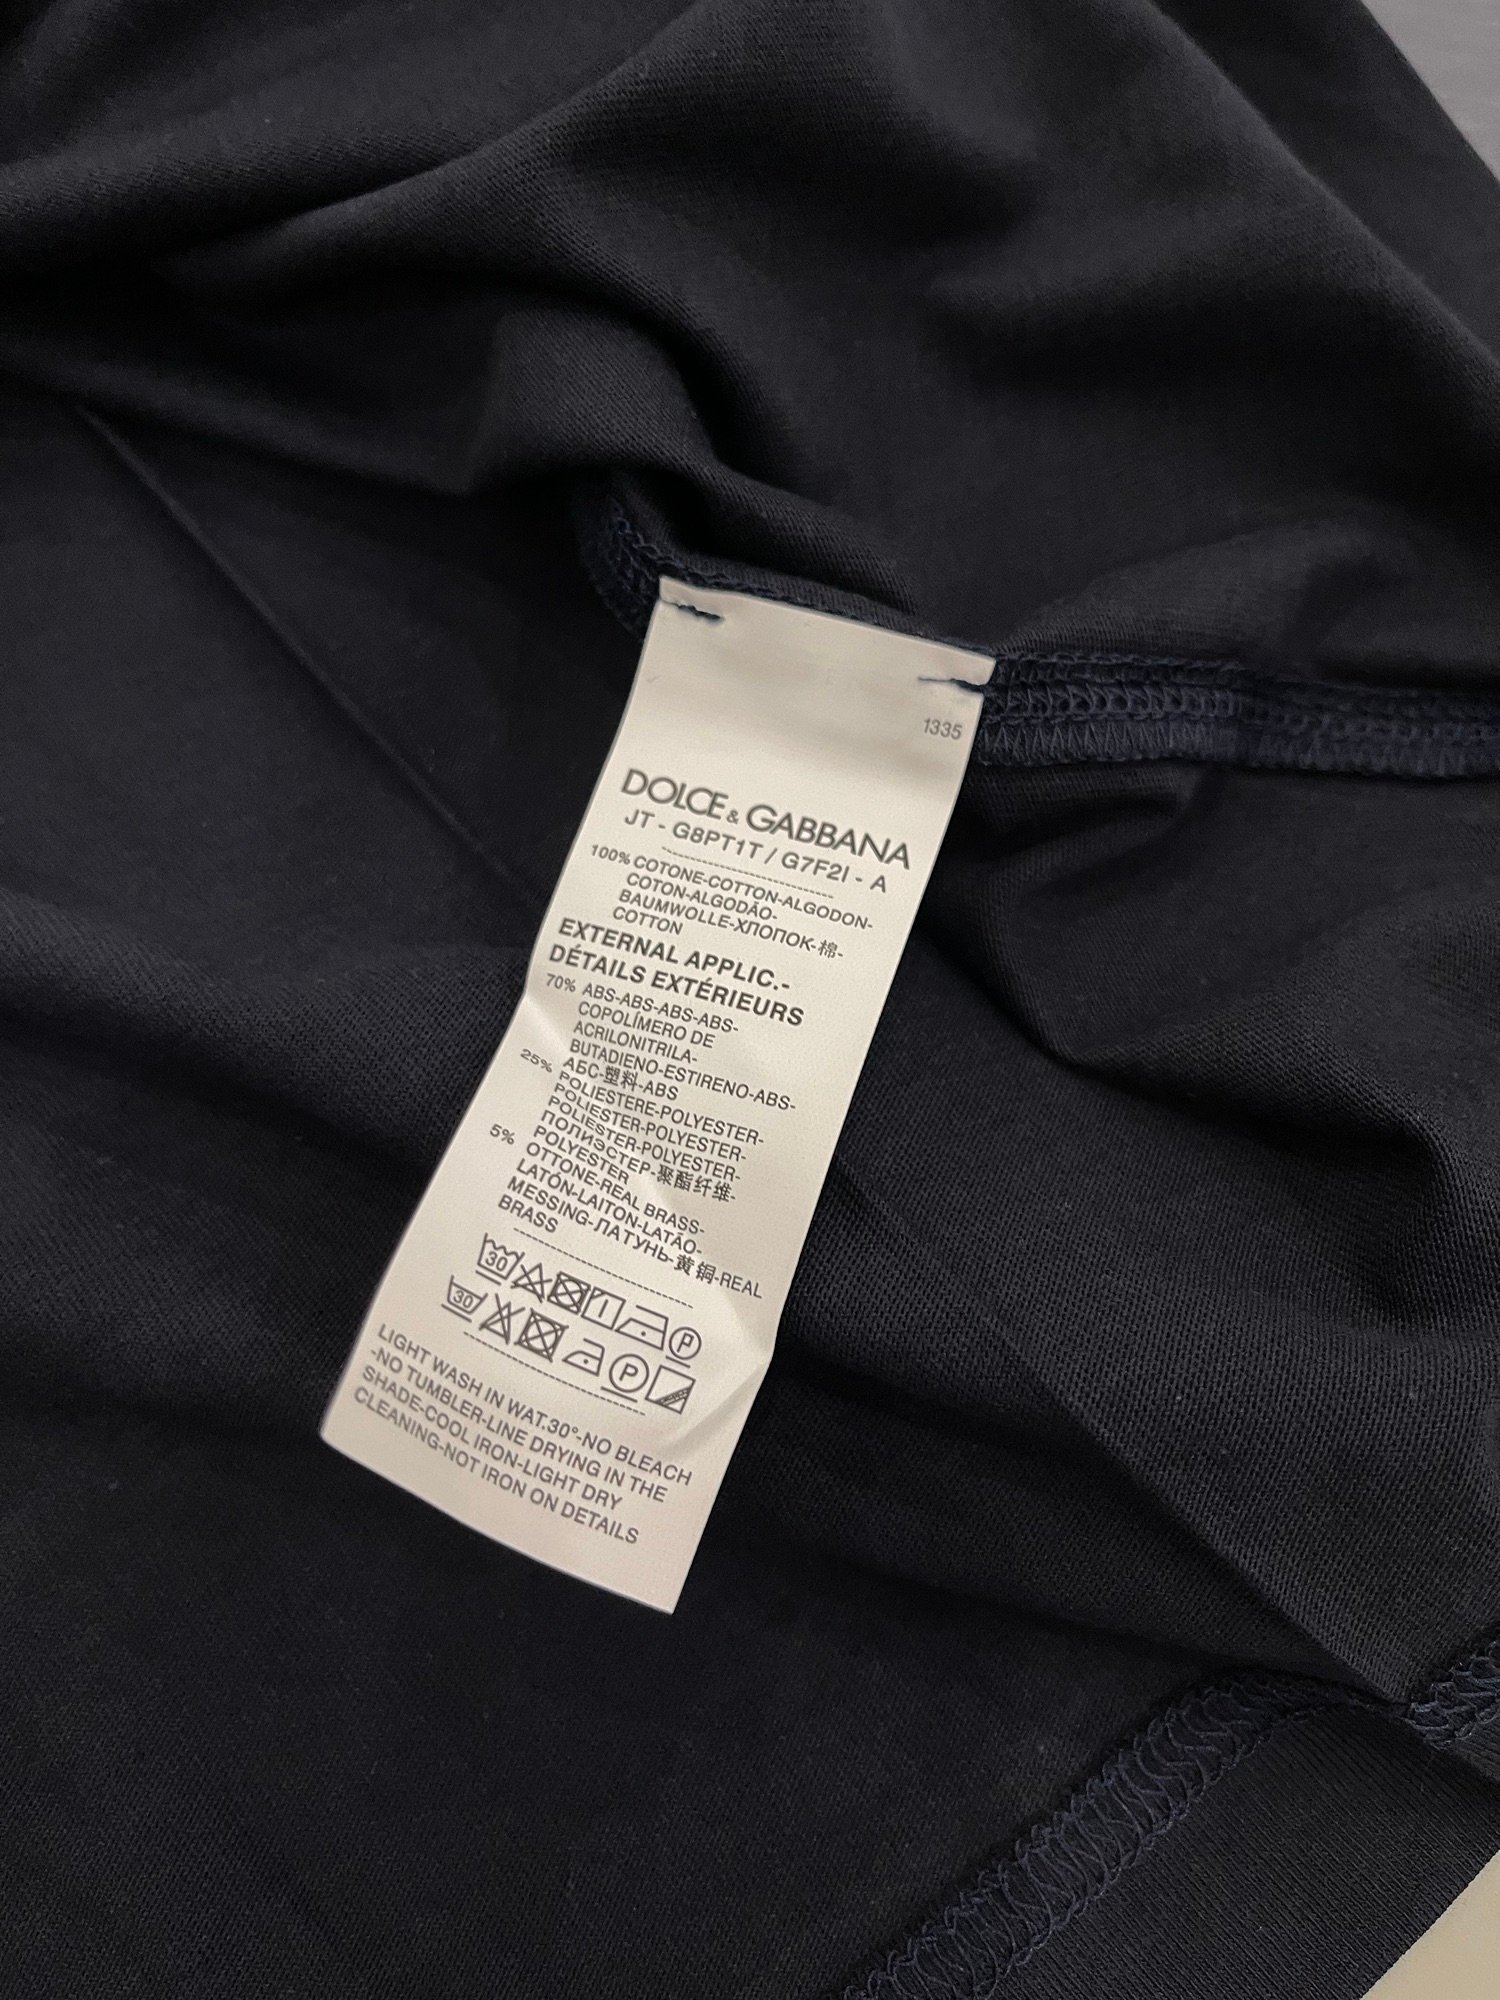 1335
DOLCE & GABBANA
JT - G8PT1T / G7F2I - A
100% COTONE-COTTON-ALGODON-
COTON-ALGODÃO-
BAUMWOLLE-ХЛОПОК-棉-
COTTON
EXTERNAL APPLIC.-
DÉTAILS EXTÉRIEURS
70% ABS-ABS-ABS-ABS-
COPOLÍMERO DE
ACRILONITRILA-
BUTADIENO-ESTIRENO-ABS-
АБС-塑料-ABS
25% POLIESTERE-POLYESTER-
POLIESTER-POLYESTER-
POLIESTER-POLYESTER-
ПОЛИЭСТЕР-聚酯纤维-
POLYESTER
5% OTTONE-REAL BRASS-
LATÓN-LAITON-LATÃO-
MESSING-ЛАТУНЬ-黄铜-REAL
BRASS
30 P
30 P
LIGHT WASH IN WAT.30°-NO BLEACH
-NO TUMBLER-LINE DRYING IN THE
SHADE-COOL IRON-LIGHT DRY
CLEANING-NOT IRON ON DETAILS